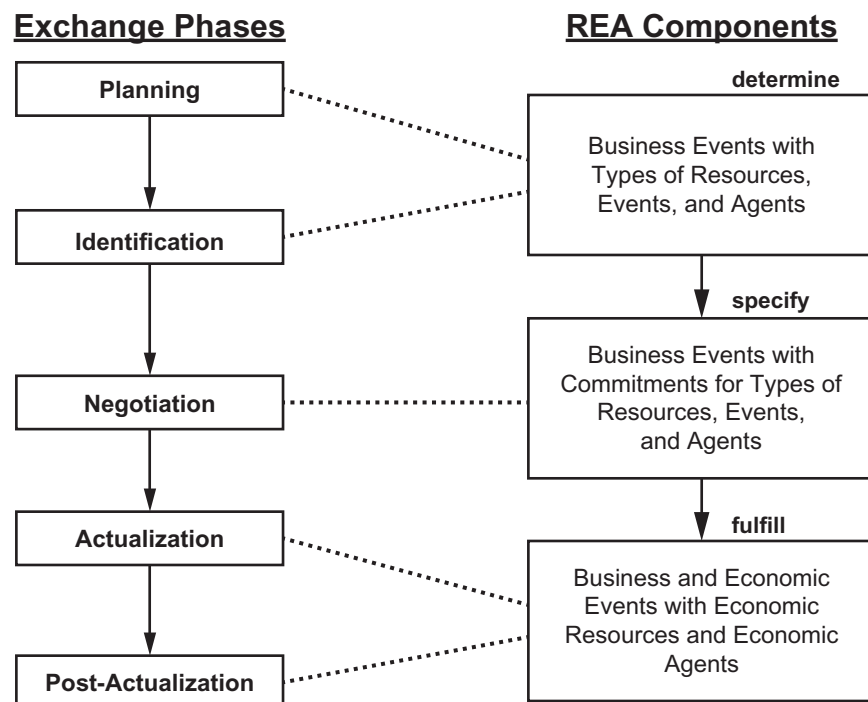 Exchange Phases
REA Components
Planning
determine
Business Events with
Types of Resources,
Events, and Agents
Identification
specify
Business Events with
Commitments for Types of
Resources, Events,
and Agents
Negotiation
fulfill
Actualization
Business and Economic
Events with Economic
Resources and Economic
Agents
Post-Actualization